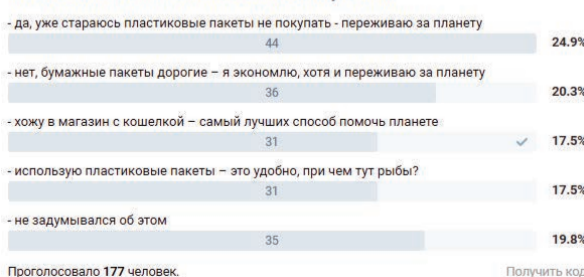 - да, уже стараюсь пластиковые пакеты не покупать - переживаю за планету
44 24.9%
- нет, бумажные пакеты дорогие – я экономлю, хотя и переживаю за планету
36 20.3%
- хожу в магазин с кошелкой – самый лучших способ помочь планете
31 17.5%
- использую пластиковые пакеты – это удобно, при чем тут рыбы?
31 17.5%
- не задумывался об этом
35 19.8%
Проголосовало 177 человек. Получить код